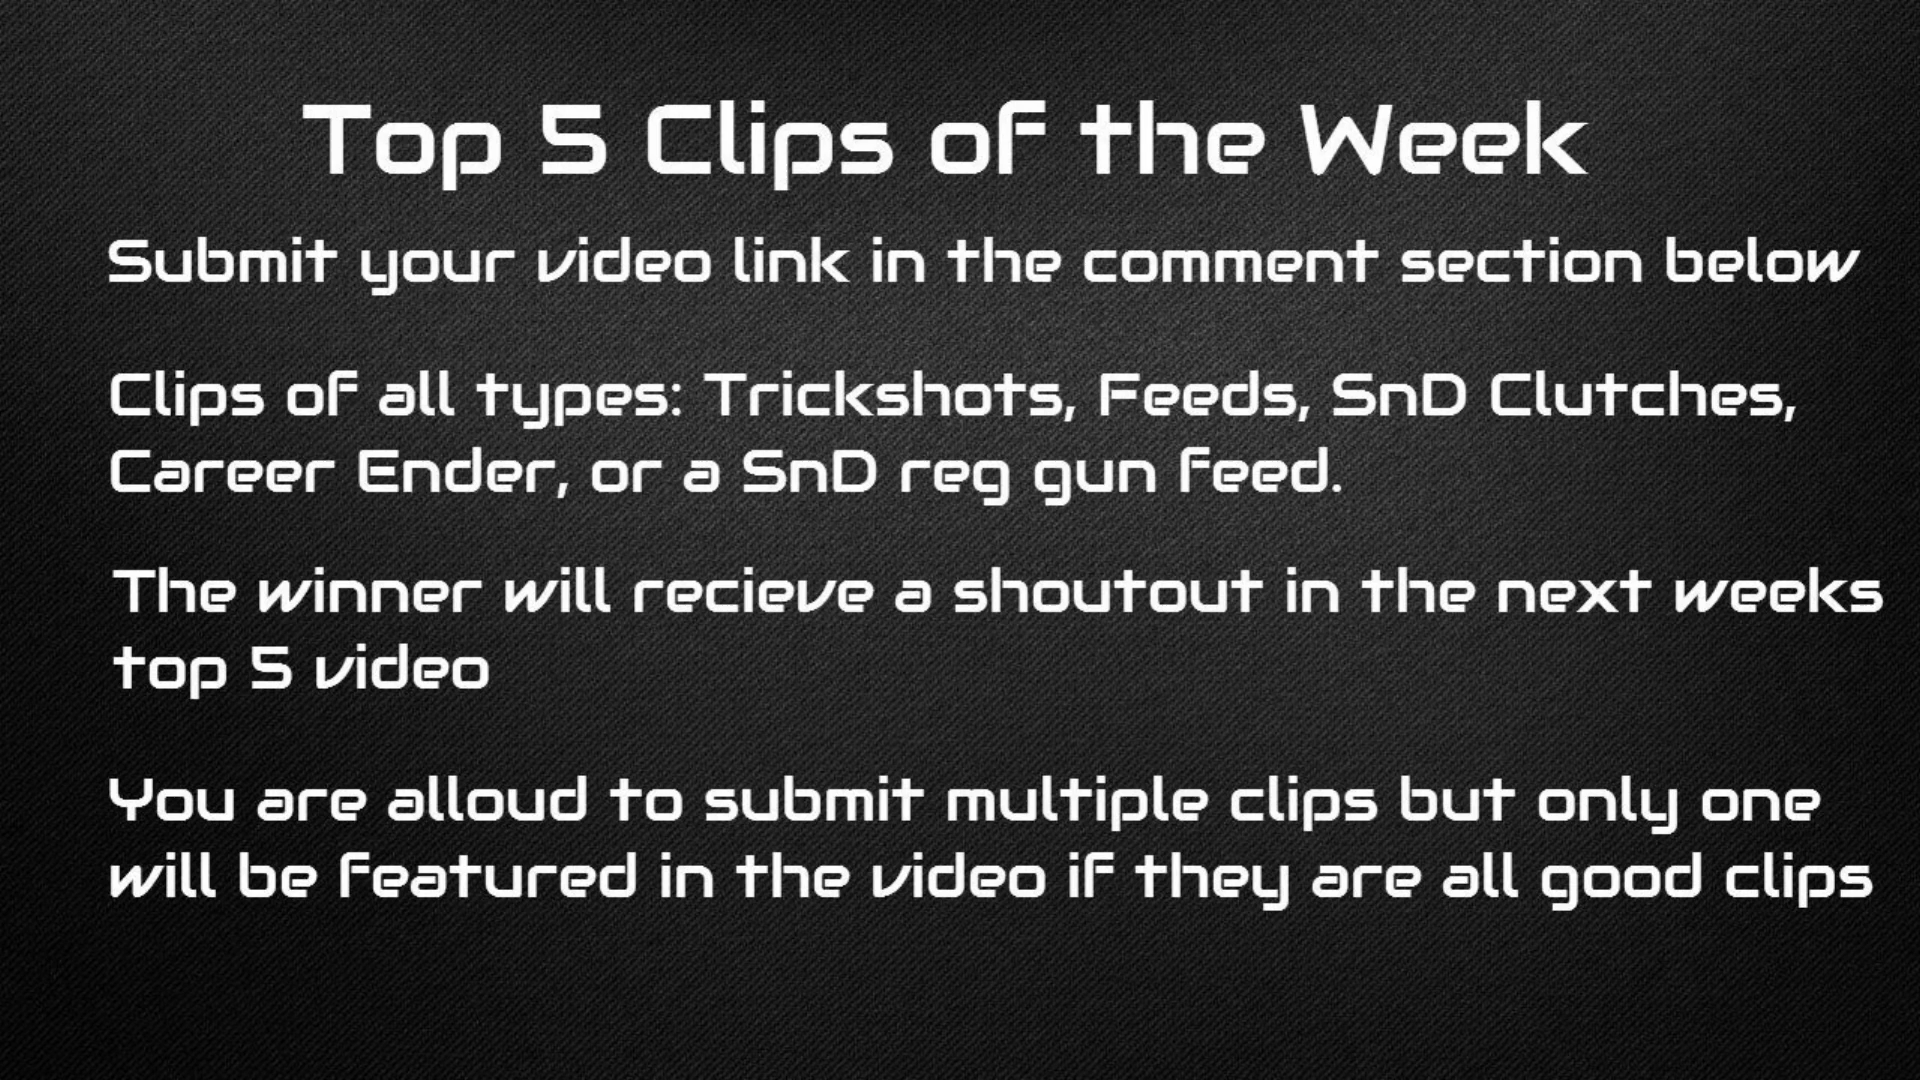 Top 5 Clips of the Week
Submit your video link in the comment section below
Clips of all types: Trickshots, Feeds, SnD Clutches,
Career Ender, or a SnD reg gun feed.
The winner will recieve a shoutout in the next weeks
top 5 video
You are alloud to submit multiple clips but only one
will be featured in the video if they are all good clips